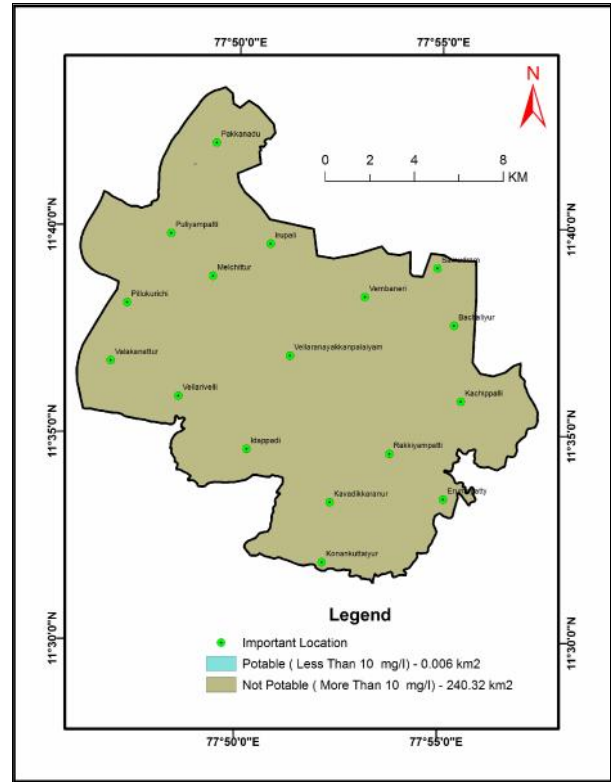 77°50'0"E
77°55'0"E
N
0 2 4 8
KM
Pakkanadu
11°40'0"N
11°40'0"N
Puliyampatti
Irupali
Melchittur
Vembaneri
Pillukurichi
Bachaliyur
Valakanattur
Vellaranayakkanpalaiyam
Vellarivelli
Kachippalli
11°35'0"N
11°35'0"N
Idappadi
Rakkiyampatti
Kavadikkaranur
Konankuttaiyur
Legend
Important Location
Potable ( Less Than 10 mg/l) - 0.006 km2
Not Potable ( More Than 10 mg/l) - 240.32 km2
11°30'0"N
11°30'0"N
77°50'0"E
77°55'0"E